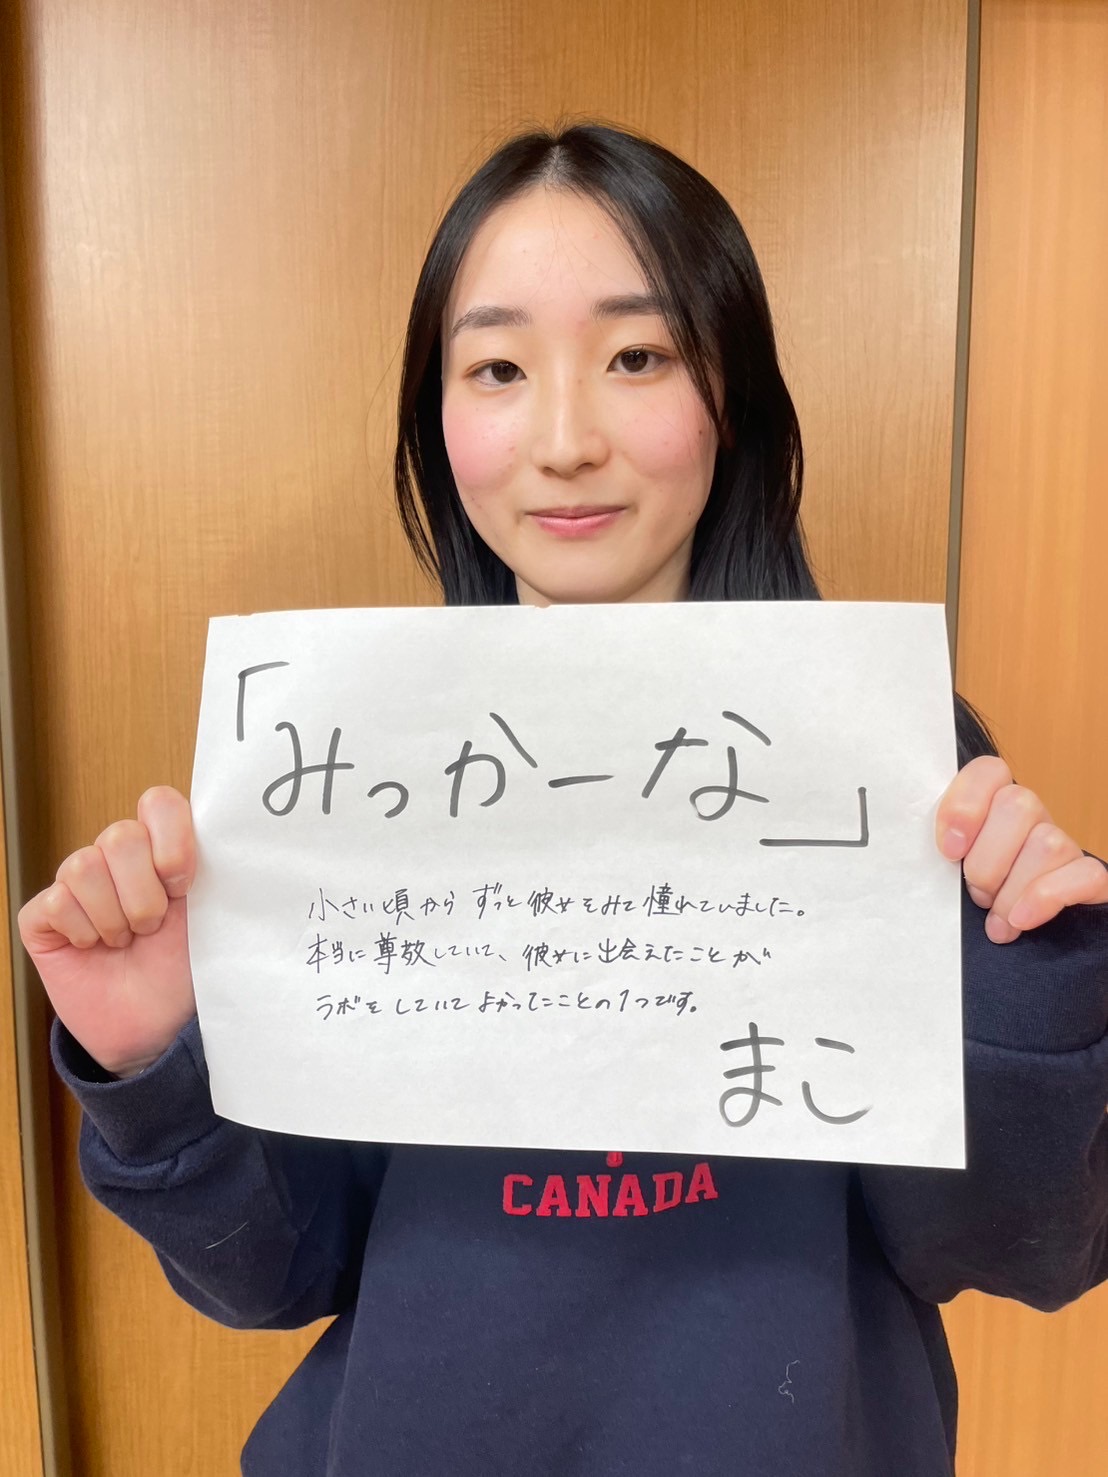 「みっかーな」
小さい頃からずっと彼女をみて憧れていました。
本当に尊敬していて、彼女に出会えたことが
ラボをしていてよかったことの1つです。
まこ
CANADA